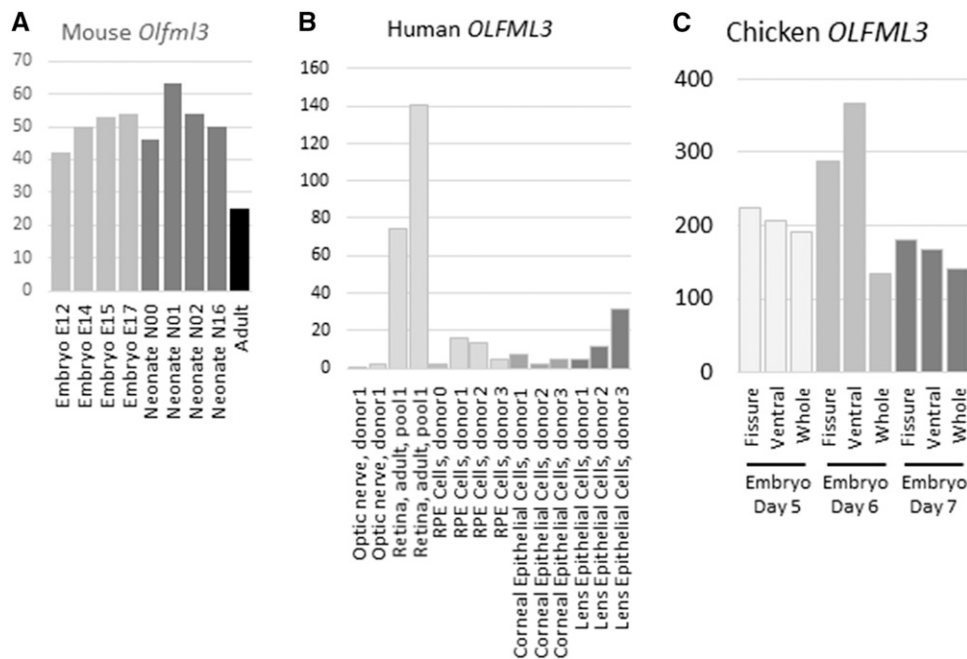 A
Mouse Olfml3
70
60
50
40
30
20
10
0
Embryo E12
Embryo E14
Embryo E15
Embryo E17
Neonate N00
Neonate N01
Neonate N02
Neonate N16
Adult
B
Human OLFML3
160
140
120
100
80
60
40
20
0
Optic nerve, donor1
Optic nerve, donor1
Retina, adult, pool1
Retina, adult, pool1
RPE Cells, donor0
RPE Cells, donor1
RPE Cells, donor2
RPE Cells, donor3
Corneal Epithelial Cells, donor1
Corneal Epithelial Cells, donor2
Corneal Epithelial Cells, donor3
Lens Epithelial Cells, donor1
Lens Epithelial Cells, donor2
Lens Epithelial Cells, donor3
C
Chicken OLFML3
400
300
200
100
0
Fissure
Ventral
Whole
Fissure
Ventral
Whole
Fissure
Ventral
Whole
Embryo Embryo Embryo
Day 5 Day 6 Day 7